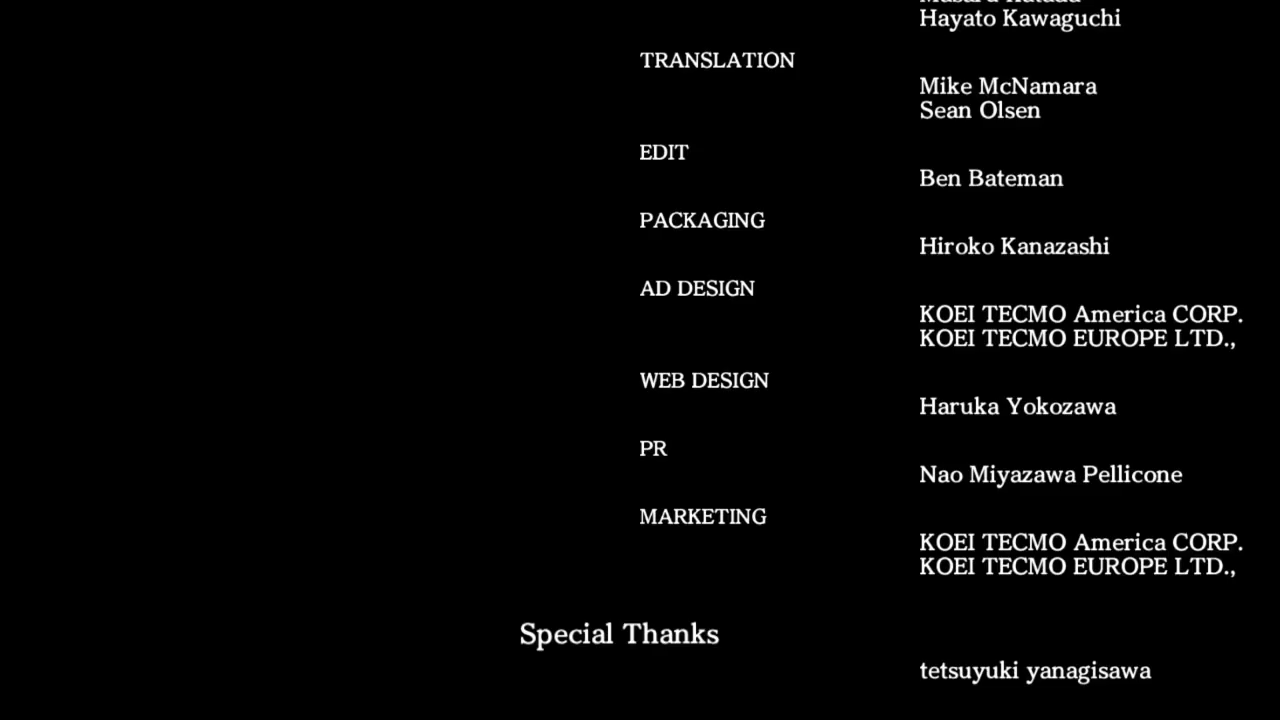 Hayato Kawaguchi
TRANSLATION
Mike McNamara
Sean Olsen
EDIT
Ben Bateman
PACKAGING
Hiroko Kanazashi
AD DESIGN
KOEI TECMO America CORP.
KOEI TECMO EUROPE LTD.,
WEB DESIGN
Haruka Yokozawa
PR
Nao Miyazawa Pellicone
MARKETING
KOEI TECMO America CORP.
KOEI TECMO EUROPE LTD.,
Special Thanks
tetsuyuki yanagisawa